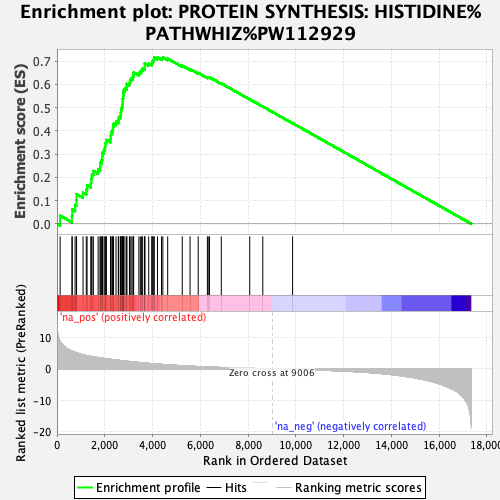 Enrichment plot: PROTEIN SYNTHESIS: HISTIDINE%
PATHWHIZ%PW112929
Enrichment score (ES)
0.7
0.6
0.5
0.4
0.3
0.2
0.1
0.0
'na_pos' (positively correlated)
Ranked list metric (PreRanked)
10
0
-10
-20
Zero cross at 9006
'na_neg' (negatively correlated)
0 2,000 4,000 6,000 8,000 10,000 12,000 14,000 16,000 18,000
Rank in Ordered Dataset
Enrichment profile Hits Ranking metric scores